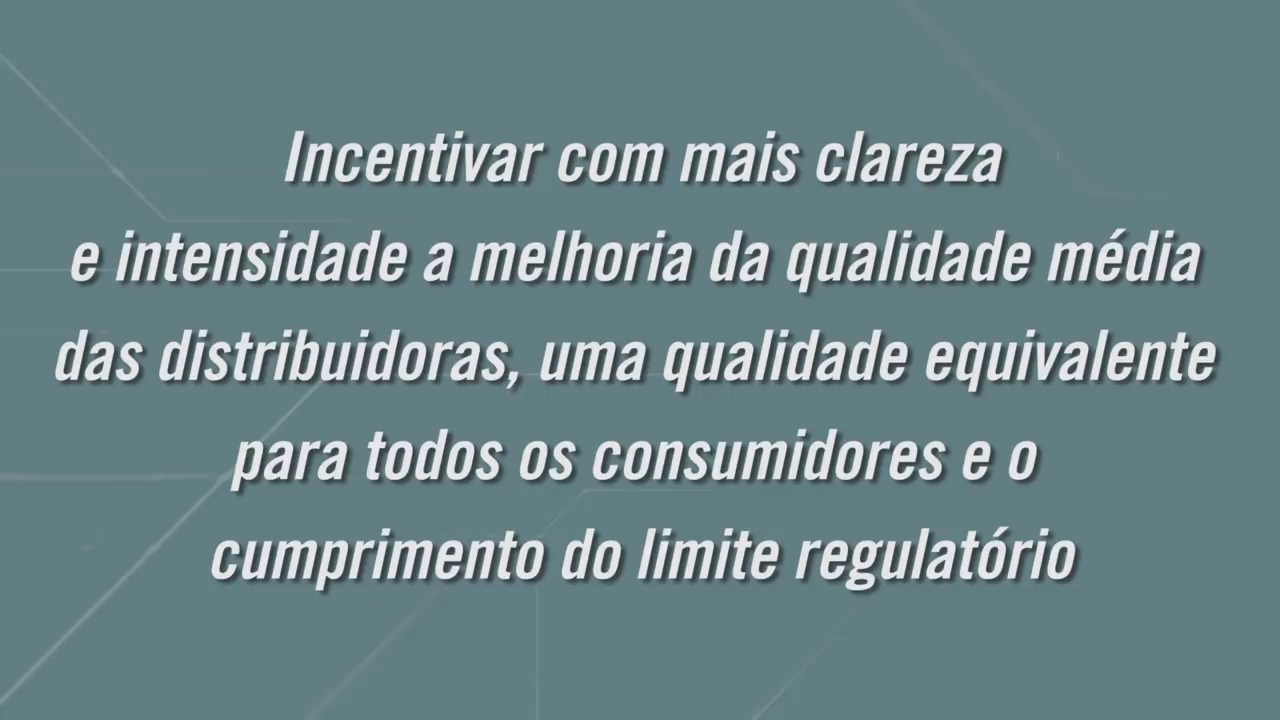 Incentivar com mais clareza
e intensidade a melhoria da qualidade média
das distribuidoras, uma qualidade equivalente
para todos os consumidores e o
cumprimento do limite regulatório